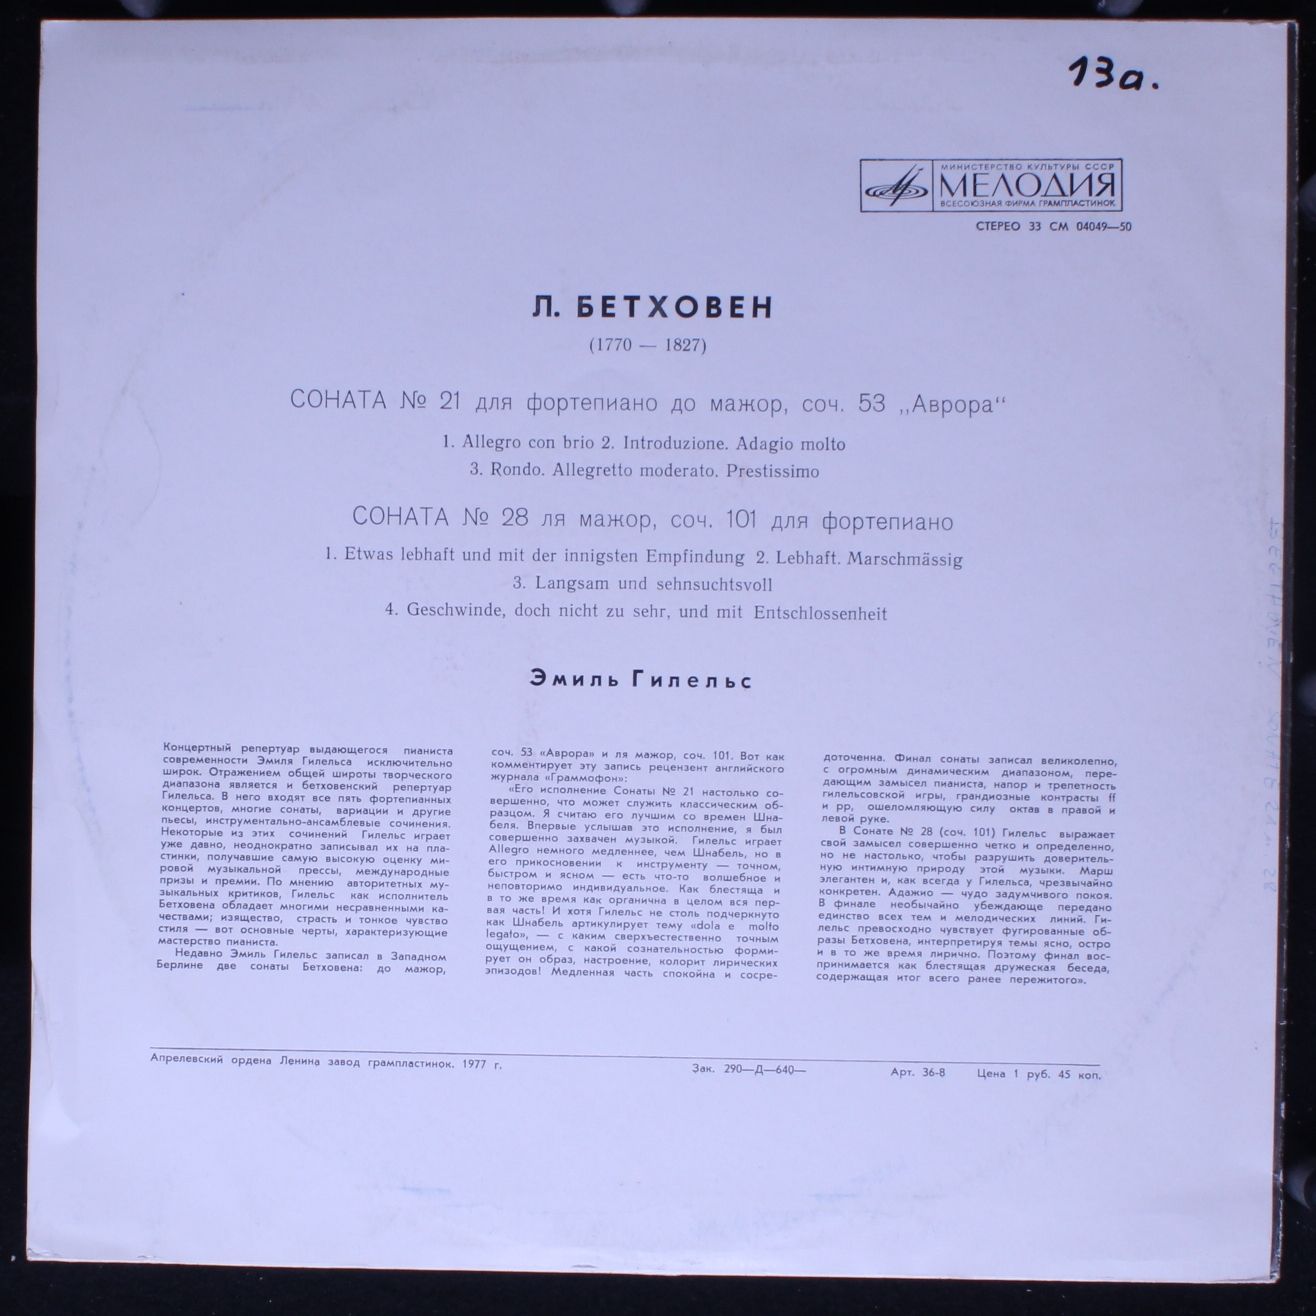 13а.
МИНИСТЕРСТВО КУЛЬТУРЫ СССР
МЕЛОДИЯ
ВСЕСОЮЗНАЯ ФИРМА ГРАМПЛАСТИНОК
СТЕРЕО 33 СМ 04049—50
Л. БЕТХОВЕН
(1770 — 1827)
СОНАТА № 21 для фортепиано до мажор, соч. 53 „Аврора“
1. Allegro con brio 2. Introduzione. Adagio molto
3. Rondo. Allegretto moderato. Prestissimo
СОНАТА № 28 ля мажор, соч. 101 для фортепиано
1. Etwas lebhaft und mit der innigsten Empfindung 2. Lebhaft. Marschmässig
3. Langsam und sehnsuchtsvoll
4. Geschwinde, doch nicht zu sehr, und mit Entschlossenheit
Эмиль Гилельс
Концертный репертуар выдающегося пианиста
современности Эмиля Гилельса исключительно
широк. Отражением общей широты творческого
диапазона является и бетховенский репертуар
Гилельса. В него входят все пять фортепианных
концертов, многие сонаты, вариации и другие
пьесы, инструментально-ансамблевые сочинения.
Некоторые из этих сочинений Гилельс играет
уже давно, неоднократно записывал их на пла-
стинки, получавшие самую высокую оценку ми-
ровой музыкальной прессы, международные
призы и премии. По мнению авторитетных му-
зыкальных критиков, Гилельс как исполнитель
Бетховена обладает многими несравненными ка-
чествами; изящество, страсть и тонкое чувство
стиля — вот основные черты, характеризующие
мастерство пианиста.
Недавно Эмиль Гилельс записал в Западном
Берлине две сонаты Бетховена: до мажор,
соч. 53 «Аврора» и ля мажор, соч. 101. Вот как
комментирует эту запись рецензент английского
журнала «Граммофон»:
«Его исполнение Сонаты № 21 настолько со-
вершенно, что может служить классическим об-
разцом. Я считаю его лучшим со времен Шна-
беля. Впервые услышав это исполнение, я был
совершенно захвачен музыкой. Гилельс играет
Allegro немного медленнее, чем Шнабель, но в
его прикосновении к инструменту — точном,
быстром и ясном — есть что-то волшебное и
неповторимо индивидуальное. Как блестяща и
в то же время как органична в целом вся пер-
вая часть! И хотя Гилельс не столь подчеркнуто
как Шнабель артикулирует тему «dola e molto
legato», — с каким сверхъестественно точным
ощущением, с какой сознательностью форми-
рует он образ, настроение, колорит лирических
эпизодов! Медленная часть спокойна и сосре-
доточенна. Финал сонаты записал великолепно,
с огромным динамическим диапазоном, пере-
дающим замысел пианиста, напор и трепетность
гилельсовской игры, грандиозные контрасты ff
и pp, ошеломляющую силу октав в правой и
левой руке.
В Сонате № 28 (соч. 101) Гилельс выражает
свой замысел совершенно четко и определенно,
но не настолько, чтобы разрушить доверитель-
ную интимную природу этой музыки. Марш
элегантен и, как всегда у Гилельса, чрезвычайно
конкретен. Адажио — чудо задумчивого покоя.
В финале необычайно убеждающе передано
единство всех тем и мелодических линий. Ги-
лельс превосходно чувствует фугированные об-
разы Бетховена, интерпретируя темы ясно, остро
и в то же время лирично. Поэтому финал вос-
принимается как блестящая дружеская беседа,
содержащая итог всего ранее пережитого».
Апрелевский ордена Ленина завод грампластинок. 1977 г.
Зак. 290—Д—640—
Арт. 36-8
Цена 1 руб. 45 коп.
BEETHOVEN